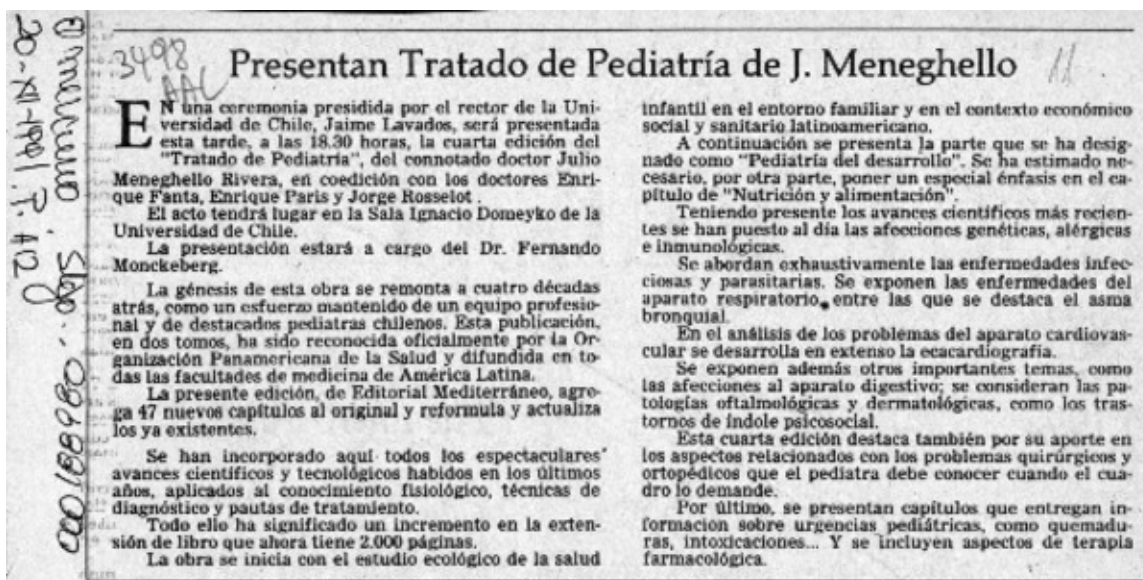 Presentan Tratado de Pediatría de J. Meneghello
3498
AAC
11
EN una ceremonia presidida por el rector de la Uni-
versidad de Chile, Jaime Lavados, será presentada
esta tarde, a las 18.30 horas, la cuarta edición del
"Tratado de Pediatría", del connotado doctor Julio
Meneghello Rivera, en coedición con los doctores Enri-
que Fanta, Enrique Paris y Jorge Rosselot .
El acto tendrá lugar en la Sala Ignacio Domeyko de la
Universidad de Chile.
La presentación estará a cargo del Dr. Fernando
Monckeberg.
La génesis de esta obra se remonta a cuatro décadas
atrás, como un esfuerzo mantenido de un equipo profesio-
nal y de destacados pediatras chilenos. Esta publicación,
en dos tomos, ha sido reconocida oficialmente por la Or-
ganización Panamericana de la Salud y difundida en to-
das las facultades de medicina de América Latina.
La presente edición, de Editorial Mediterráneo, agre-
ga 47 nuevos capítulos al original y reformula y actualiza
los ya existentes.
Se han incorporado aquí todos los espectaculares
avances científicos y tecnológicos habidos en los últimos
años, aplicados al conocimiento fisiológico, técnicas de
diagnóstico y pautas de tratamiento.
Todo ello ha significado un incremento en la exten-
sión de libro que ahora tiene 2.000 páginas.
La obra se inicia con el estudio ecológico de la salud
infantil en el entorno familiar y en el contexto económico
social y sanitario latinoamericano.
A continuación se presenta la parte que se ha desig-
nado como "Pediatría del desarrollo". Se ha estimado ne-
cesario, por otra parte, poner un especial énfasis en el ca-
pítulo de "Nutrición y alimentación".
Teniendo presente los avances científicos más recien-
tes se han puesto al día las afecciones genéticas, alérgicas
e inmunológicas.
Se abordan exhaustivamente las enfermedades infec-
ciosas y parasitarias. Se exponen las enfermedades del
aparato respiratorio, entre las que se destaca el asma
bronquial.
En el análisis de los problemas del aparato cardiovas-
cular se desarrolla en extenso la ecacardiografía.
Se exponen además otros importantes temas, como
las afecciones al aparato digestivo; se consideran las pa-
tologías oftalmológicas y dermatológicas, como los tras-
tornos de índole psicosocial.
Esta cuarta edición destaca también por su aporte en
los aspectos relacionados con los problemas quirúrgicos y
ortopédicos que el pediatra debe conocer cuando el cua-
dro lo demande.
Por último, se presentan capítulos que entregan in-
formación sobre urgencias pediátricas, como quemadu-
ras, intoxicaciones... Y se incluyen aspectos de terapia
farmacológica.
El Mercurio, Stgo.
20-XI-1991. P. A12